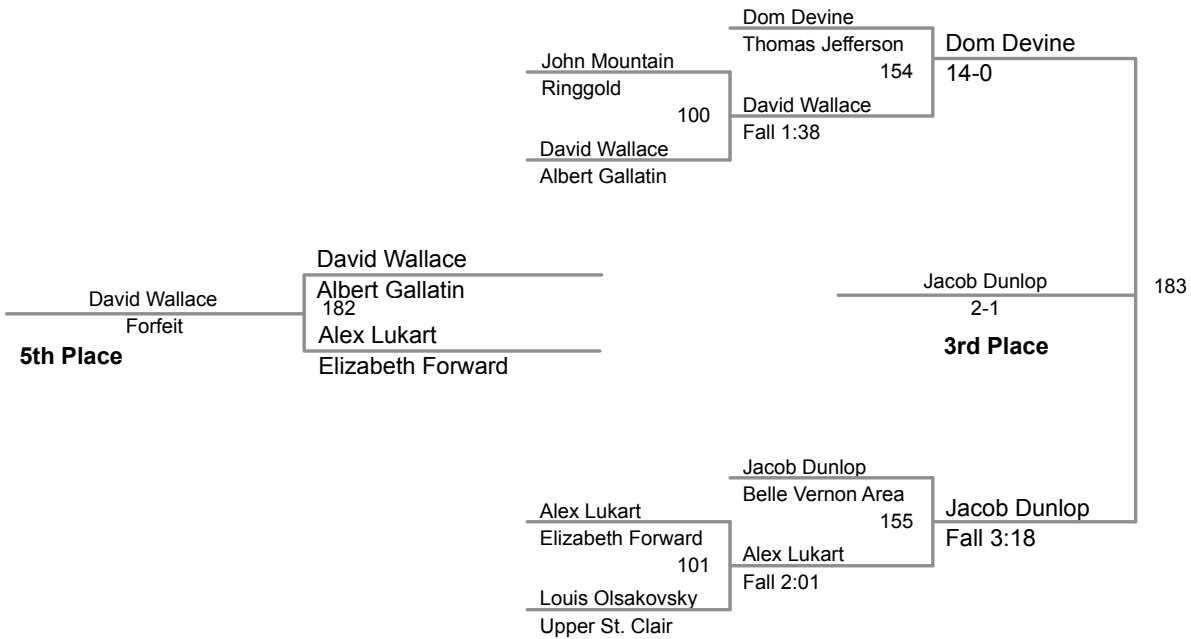 Dom Devine
Thomas Jefferson
154
Dom Devine
14-0
John Mountain
Ringgold
100
David Wallace
Fall 1:38
David Wallace
Albert Gallatin
David Wallace
Albert Gallatin
182
Alex Lukart
Elizabeth Forward
David Wallace
Forfeit
5th Place
Jacob Dunlop
2-1
3rd Place
183
Jacob Dunlop
Belle Vernon Area
155
Jacob Dunlop
Fall 3:18
Alex Lukart
Elizabeth Forward
101
Alex Lukart
Fall 2:01
Louis Olsakovsky
Upper St. Clair